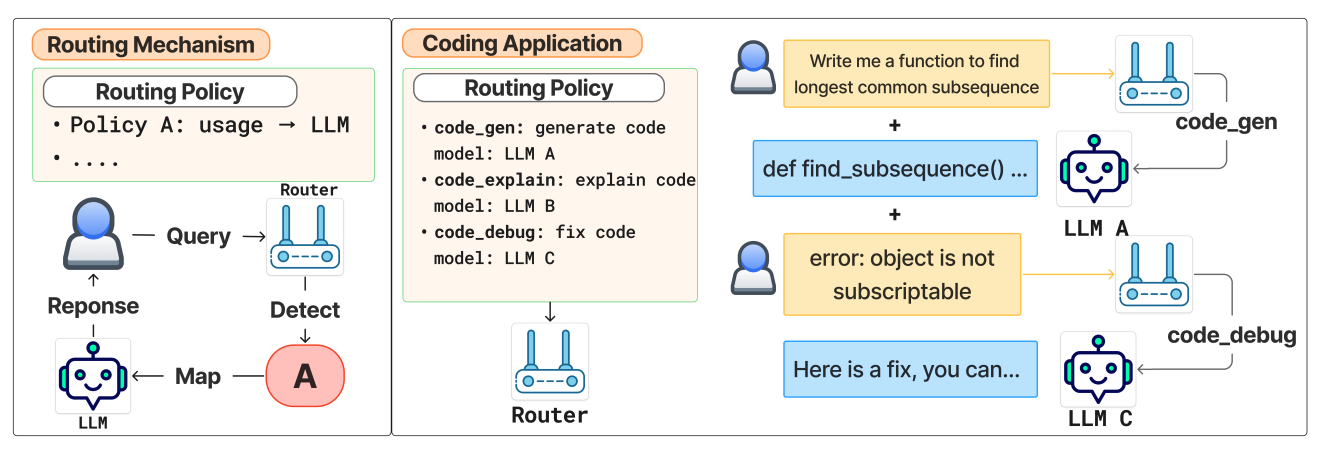 Routing Mechanism
Routing Policy
• Policy A: usage → LLM
• ....
Router
Query
Detect
A
Map
LLM
Reponse
Coding Application
Routing Policy
• code_gen: generate code
model: LLM A
• code_explain: explain code
model: LLM B
• code_debug: fix code
model: LLM C
Router
Write me a function to find
longest common subsequence
code_gen
+
def find_subsequence() ...
LLM A
+
error: object is not
subscriptable
code_debug
Here is a fix, you can...
LLM C